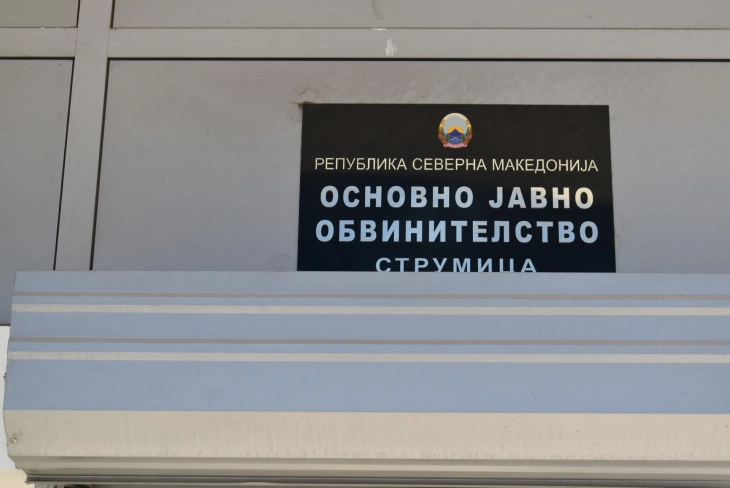 РЕПУБЛИКА СЕВЕРНА МАКЕДОНИЈА
ОСНОВНО ЈАВНО
ОБВИНИТЕЛСТВО
СТРУМИЦА